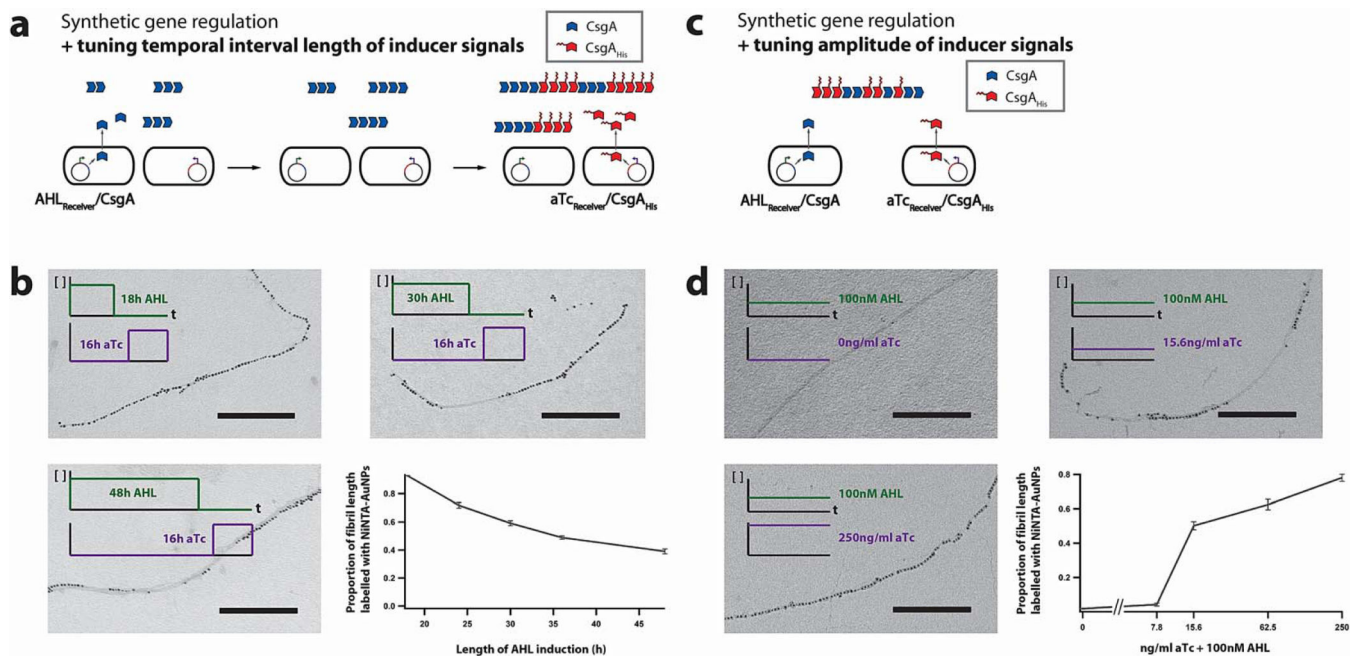 a
Synthetic gene regulation
+ tuning temporal interval length of inducer signals
CsgA
CsgAHis
AHLReceiver/CsgA
aTcReceiver/CsgAHis
c
Synthetic gene regulation
+ tuning amplitude of inducer signals
CsgA
CsgAHis
AHLReceiver/CsgA
aTcReceiver/CsgAHis
b
[ ]
18h AHL
t
16h aTc
[ ]
30h AHL
t
16h aTc
[ ]
48h AHL
t
16h aTc
Proportion of fibril length
labelled with NiNTA-AuNPs
0.8
0.6
0.4
0.2
0.0
20 25 30 35 40 45
Length of AHL induction (h)
d
[ ]
100nM AHL
t
0ng/ml aTc
[ ]
100nM AHL
t
15.6ng/ml aTc
[ ]
100nM AHL
t
250ng/ml aTc
Proportion of fibril length
labelled with NiNTA-AuNPs
0.8
0.6
0.4
0.2
0 7.8 15.6 62.5 250
ng/ml aTc + 100nM AHL